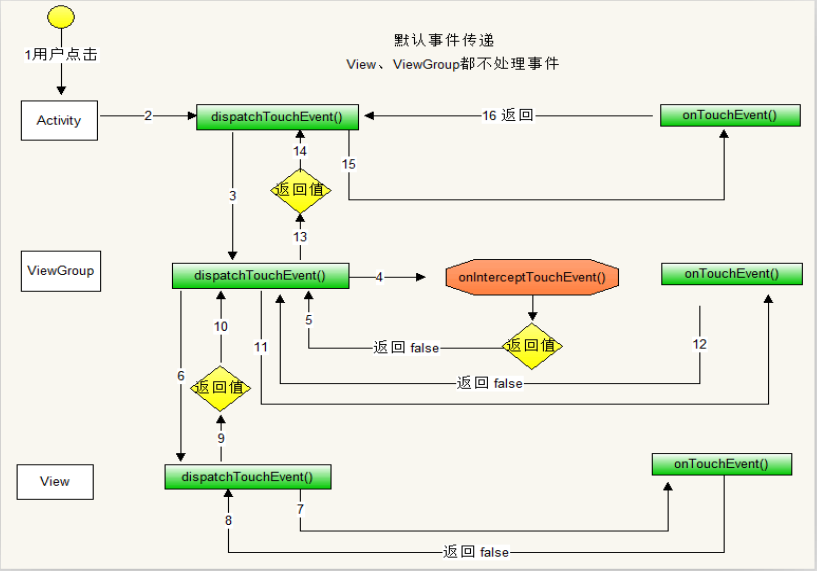 默认事件传递
1用户点击
View、ViewGroup都不处理事件
Activity
2
dispatchTouchEvent()
16 返回
onTouchEvent()
14
15
3
返回值
13
ViewGroup
dispatchTouchEvent()
4
onInterceptTouchEvent()
onTouchEvent()
5
10
11
返回 false
返回值
12
6
返回值
返回 false
9
View
dispatchTouchEvent()
onTouchEvent()
8
7
返回 false